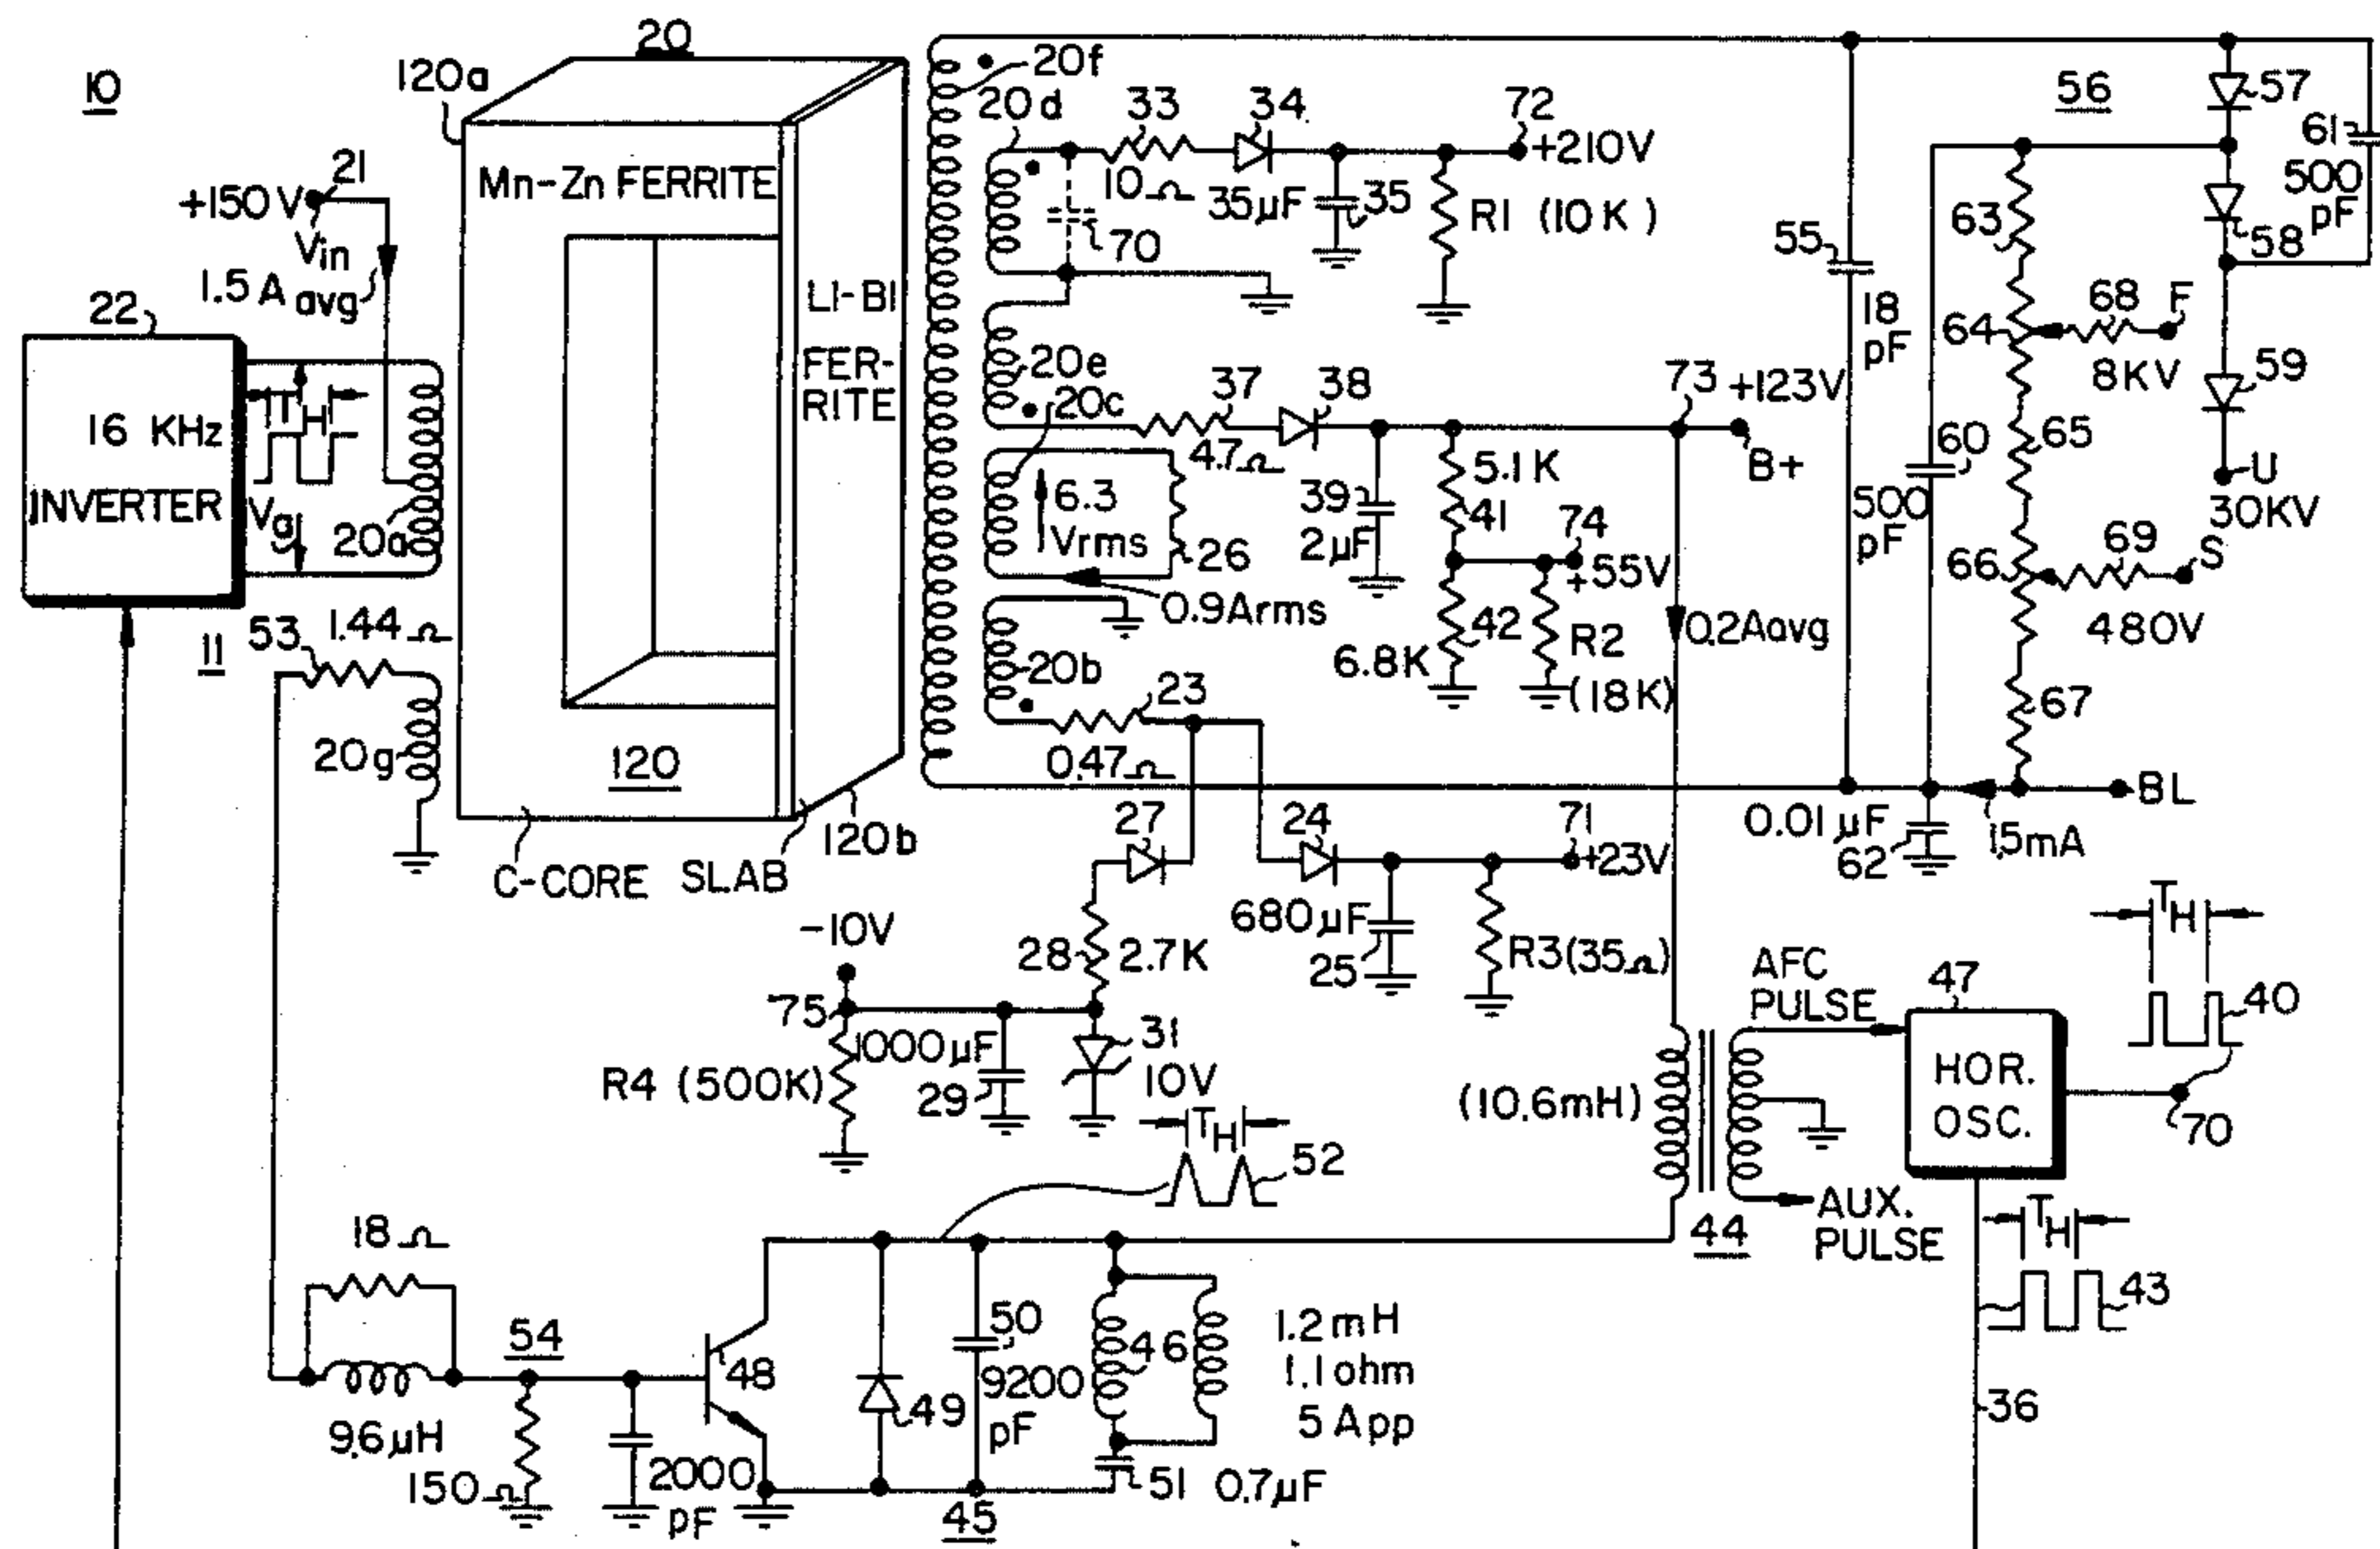 10
20
120a
20f
20d
33
34
72
+210V
10Ω
35µF
35
R1 (10K)
70
56
57
61
500
pF
58
21
+150V
Vin
1.5 A avg
22
16 KHz
INVERTER
TH
Vg
20a
Mn-Zn FERRITE
LI-BI
FER-
RITE
55
18
pF
63
64
68
F
8KV
59
20e
20c
37
38
73
+123V
B+
4.7Ω
39
2µF
5.1K
41
74
+55V
6.3
Vrms
26
0.9Arms
42
6.8K
R2
(18K)
0.2Aavg
60
500
pF
65
U
30KV
66
69
S
480V
67
11
53
1.44Ω
20g
120
C-CORE
SLAB
120b
20b
23
0.47Ω
27
24
71
+23V
0.01µF
62
1.5mA
BL
-10V
28
2.7K
680µF
25
R3(35Ω)
75
1000µF
29
31
10V
R4 (500K)
TH
52
(10.6mH)
44
AFC
PULSE
47
HOR.
OSC.
AUX.
PULSE
TH
40
70
TH
43
36
18Ω
9.6µH
54
150Ω
2000
pF
48
49
50
9200
pF
46
1.2mH
1.1ohm
5App
51
0.7µF
45